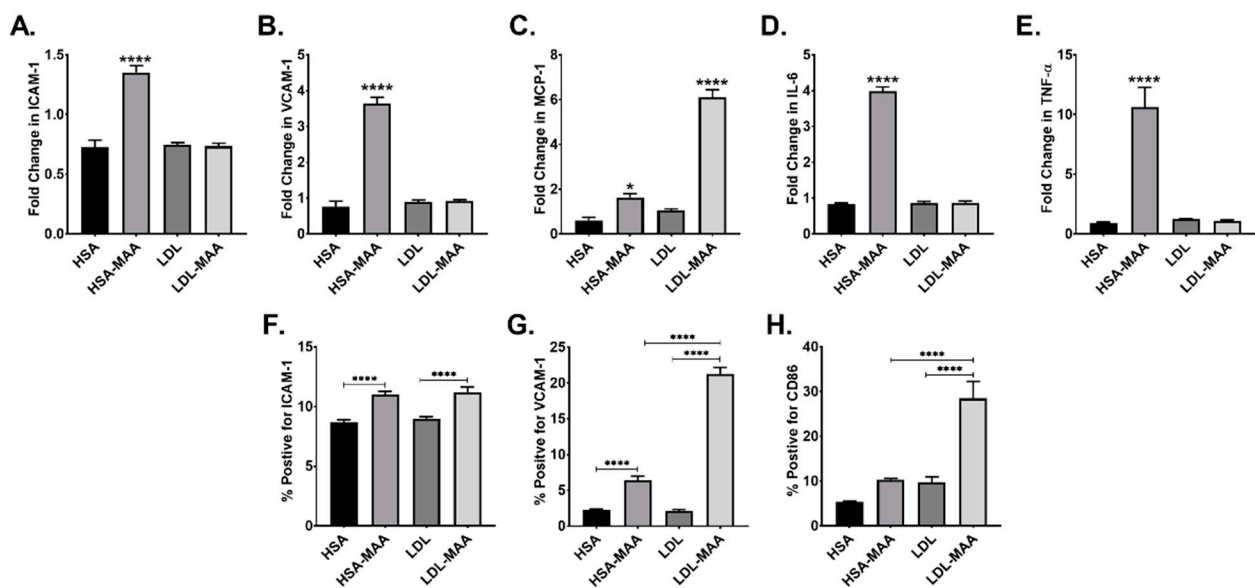 A.
Fold Change in ICAM-1
1.5
1.0
0.5
0.0
****
HSA
HSA-MAA
LDL
LDL-MAA
B.
Fold Change in VCAM-1
5
4
3
2
1
0
****
HSA
HSA-MAA
LDL
LDL-MAA
C.
Fold Change in MCP-1
8
6
4
2
0
*
****
HSA
HSA-MAA
LDL
LDL-MAA
D.
Fold Change in IL-6
5
4
3
2
1
0
****
HSA
HSA-MAA
LDL
LDL-MAA
E.
Fold Change in TNF-α
15
10
5
0
****
HSA
HSA-MAA
LDL
LDL-MAA
F.
% Postive for ICAM-1
15
10
5
0
****
****
HSA
HSA-MAA
LDL
LDL-MAA
G.
% Positve for VCAM-1
25
20
15
10
5
0
****
****
****
HSA
HSA-MAA
LDL
LDL-MAA
H.
% Postive for CD86
40
30
20
10
0
****
****
HSA
HSA-MAA
LDL
LDL-MAA